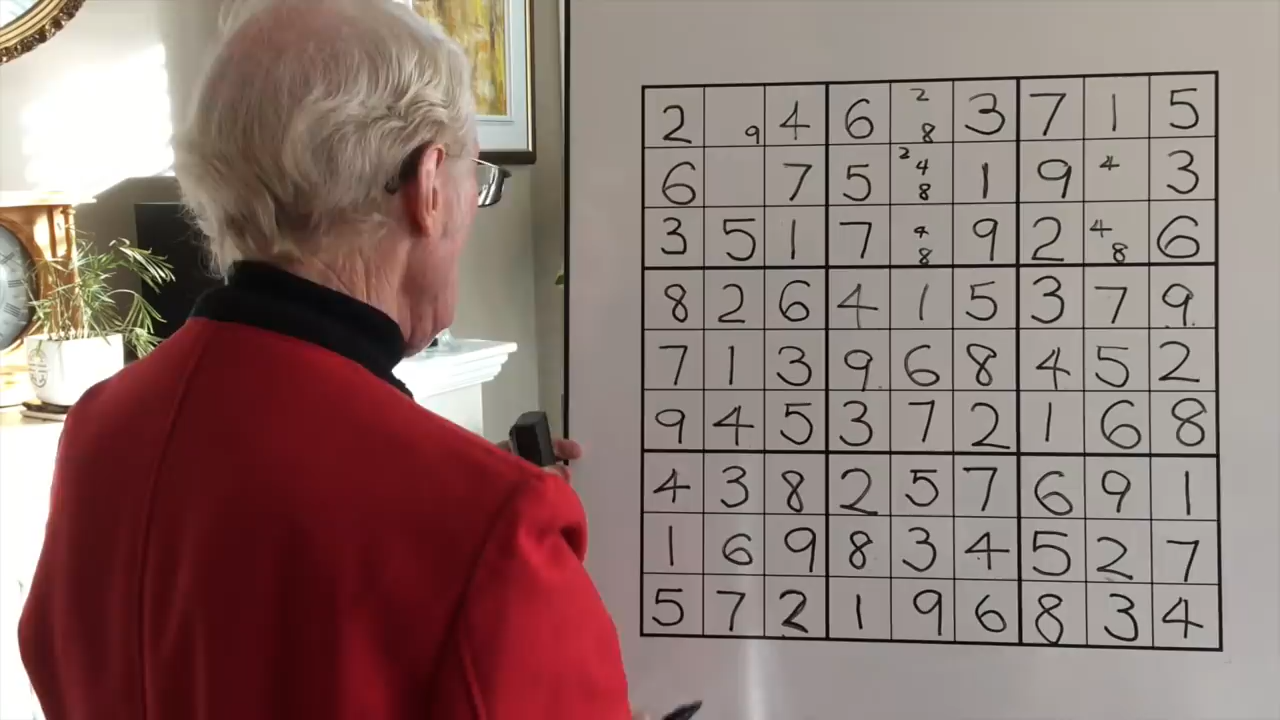 2 9 4 6 2 8 3 7 1 5
6 7 5 2 4 8 1 9 4 3
3 5 1 7 4 8 9 2 4 8 6
8 2 6 4 1 5 3 7 9
7 1 3 9 6 8 4 5 2
9 4 5 3 7 2 1 6 8
4 3 8 2 5 7 6 9 1
1 6 9 8 3 4 5 2 7
5 7 2 1 9 6 8 3 4